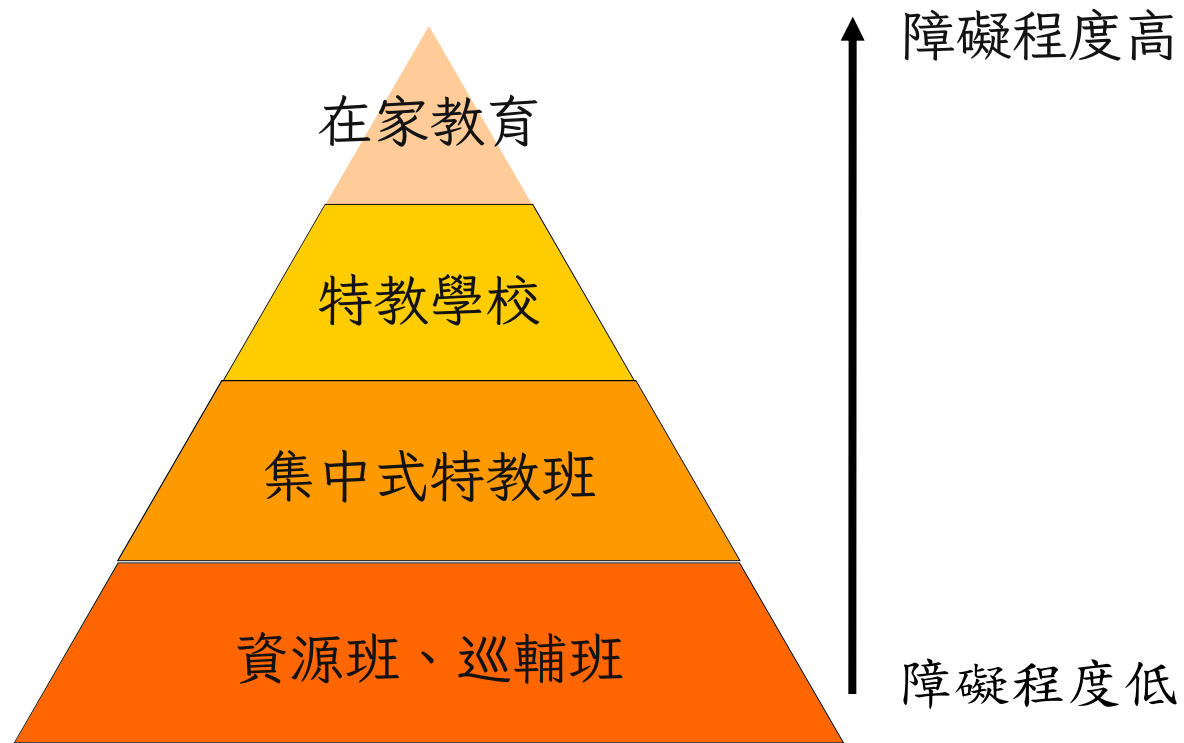 障礙程度高
在家教育
特教學校
集中式特教班
資源班、巡輔班
障礙程度低